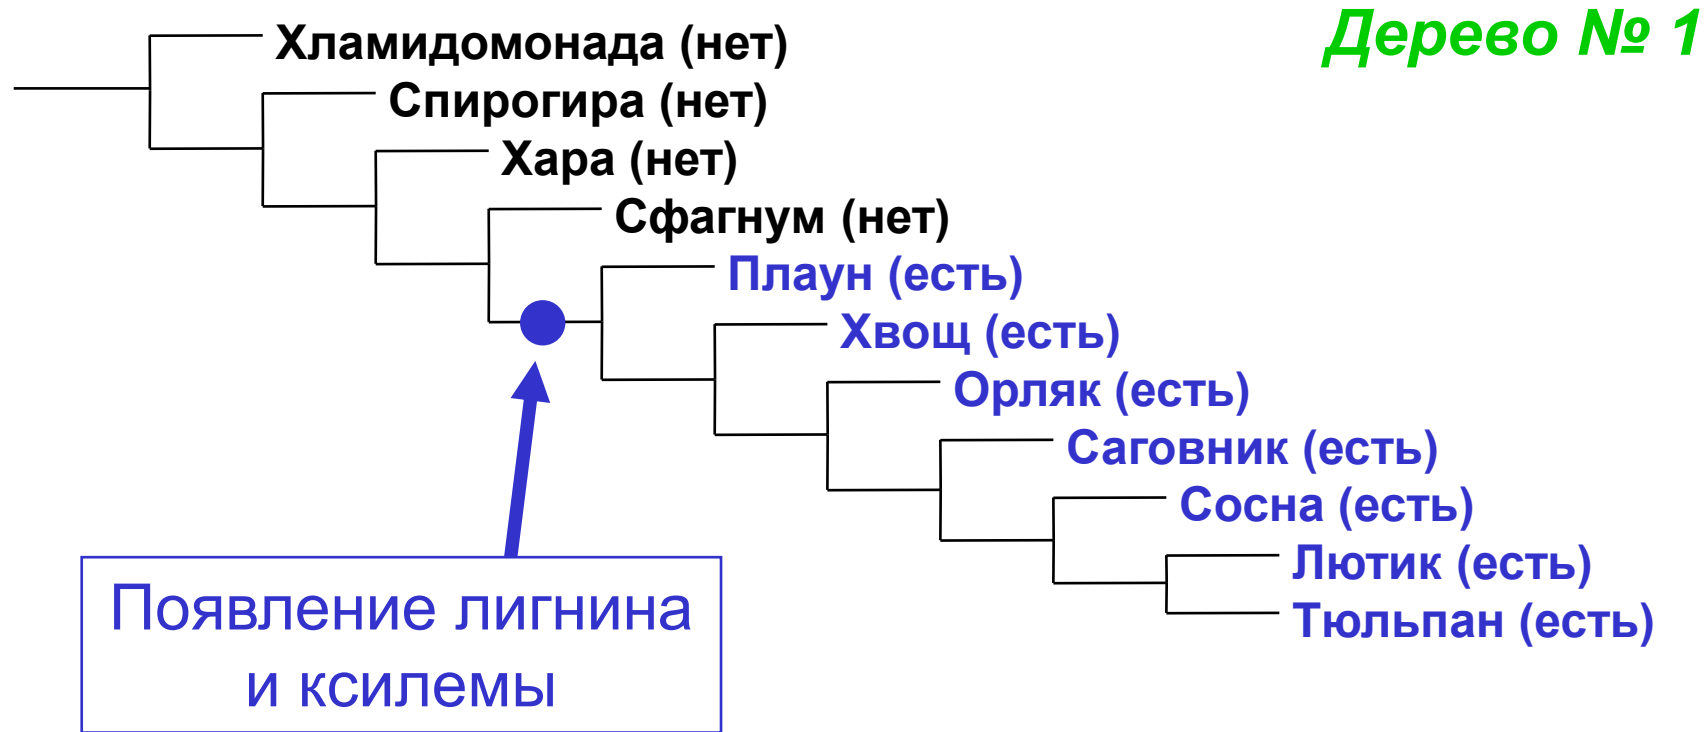 Дерево № 1
Хламидомонада (нет)
Спирогира (нет)
Хара (нет)
Сфагнум (нет)
Плаун (есть)
Хвощ (есть)
Орляк (есть)
Саговник (есть)
Сосна (есть)
Лютик (есть)
Тюльпан (есть)
Появление лигнина
и ксилемы